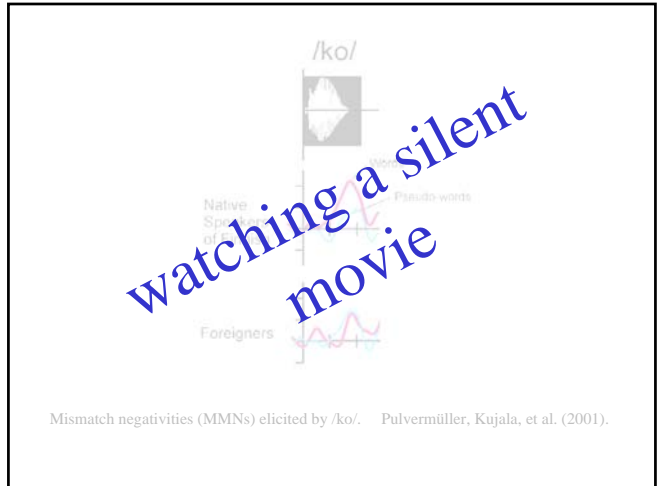 /ko/
watching a silent
movie
Pseudo-words
Native
Speakers
Foreigners
Mismatch negativities (MMNs) elicited by /ko/. Pulvermüller, Kujala, et al. (2001).